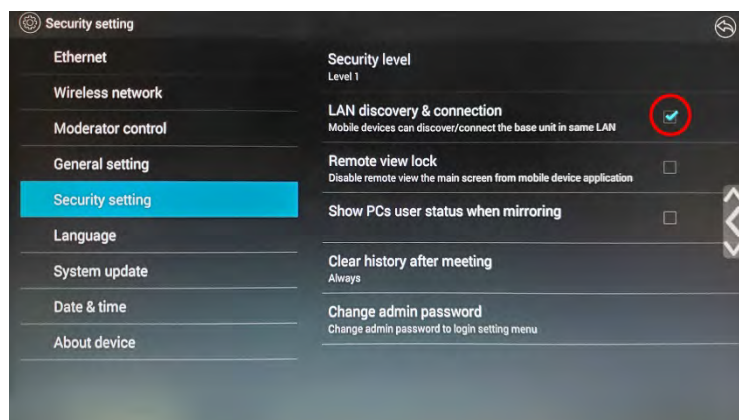 Security setting
Ethernet
Wireless network
Moderator control
General setting
Security setting
Language
System update
Date & time
About device
Security level
Level 1
LAN discovery & connection
Mobile devices can discover/connect the base unit in same LAN
Remote view lock
Disable remote view the main screen from mobile device application
Show PCs user status when mirroring
Clear history after meeting
Always
Change admin password
Change admin password to login setting menu